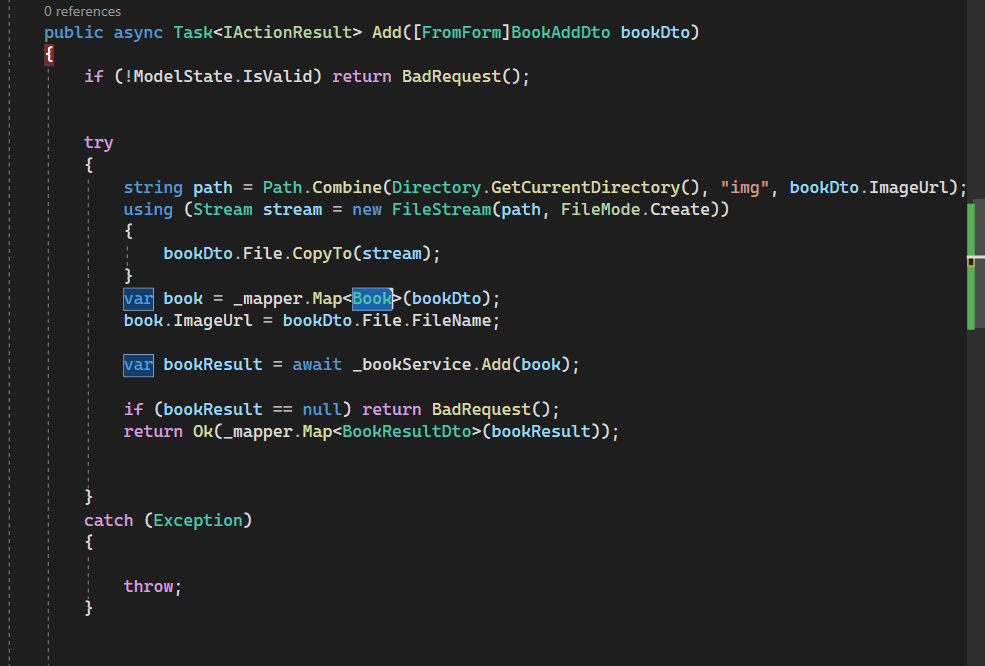 0 references
public async Task<IActionResult> Add([FromForm]BookAddDto bookDto)
{
if (!ModelState.IsValid) return BadRequest();
try
{
string path = Path.Combine(Directory.GetCurrentDirectory(), "img", bookDto.ImageUrl);
using (Stream stream = new FileStream(path, FileMode.Create))
{
bookDto.File.CopyTo(stream);
}
var book = _mapper.Map<Book>(bookDto);
book.ImageUrl = bookDto.File.FileName;
var bookResult = await _bookService.Add(book);
if (bookResult == null) return BadRequest();
return Ok(_mapper.Map<BookResultDto>(bookResult));
}
catch (Exception)
{
throw;
}